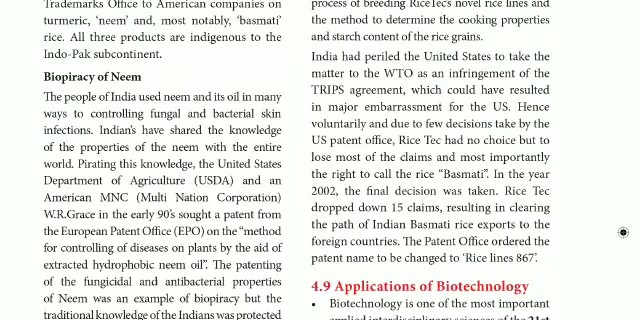 Trademarks Office to American companies on
turmeric, ‘neem’ and, most notably, ‘basmati’
rice. All three products are indigenous to the
Indo-Pak subcontinent.
Biopiracy of Neem
The people of India used neem and its oil in many
ways to controlling fungal and bacterial skin
infections. Indian’s have shared the knowledge
of the properties of the neem with the entire
world. Pirating this knowledge, the United States
Department of Agriculture (USDA) and an
American MNC (Multi Nation Corporation)
W.R.Grace in the early 90’s sought a patent from
the European Patent Office (EPO) on the “method
for controlling of diseases on plants by the aid of
extracted hydrophobic neem oil”. The patenting
of the fungicidal and antibacterial properties
of Neem was an example of biopiracy but the
traditional knowledge of the Indians was protected
process of breeding RiceTec’s novel rice lines and
the method to determine the cooking properties
and starch content of the rice grains.
India had periled the United States to take the
matter to the WTO as an infringement of the
TRIPS agreement, which could have resulted
in major embarrassment for the US. Hence
voluntarily and due to few decisions take by the
US patent office, Rice Tec had no choice but to
lose most of the claims and most importantly
the right to call the rice “Basmati”. In the year
2002, the final decision was taken. Rice Tec
dropped down 15 claims, resulting in clearing
the path of Indian Basmati rice exports to the
foreign countries. The Patent Office ordered the
patent name to be changed to ‘Rice lines 867’.
4.9 Applications of Biotechnology
• Biotechnology is one of the most important
applied interdisciplinary sciences of the 21st